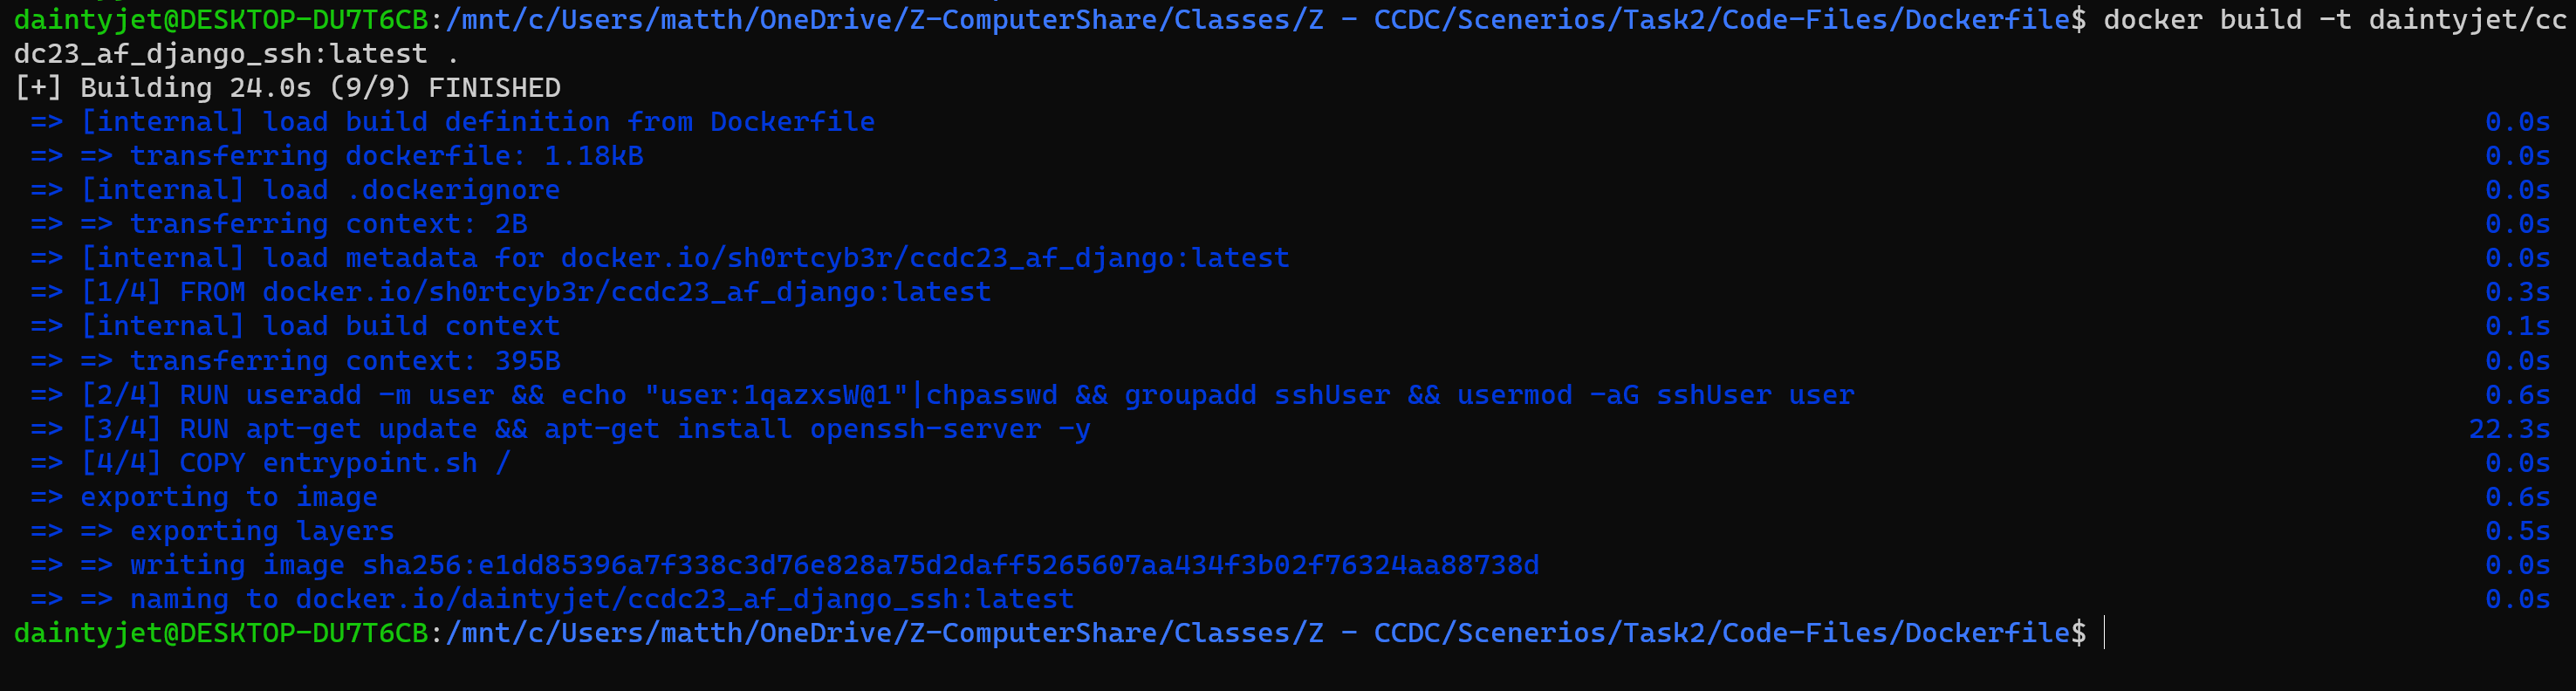 daintyjet@DESKTOP-DU7T6CB:/mnt/c/Users/matth/OneDrive/Z-ComputerShare/Classes/Z - CCDC/Scenerios/Task2/Code-Files/Dockerfile$ docker build -t daintyjet/cc
dc23_af_django_ssh:latest .
[+] Building 24.0s (9/9) FINISHED
=> [internal] load build definition from Dockerfile 0.0s
=> => transferring dockerfile: 1.18kB 0.0s
=> [internal] load .dockerignore 0.0s
=> => transferring context: 2B 0.0s
=> [internal] load metadata for docker.io/sh0rtcyb3r/ccdc23_af_django:latest 0.0s
=> [1/4] FROM docker.io/sh0rtcyb3r/ccdc23_af_django:latest 0.3s
=> [internal] load build context 0.1s
=> => transferring context: 395B 0.0s
=> [2/4] RUN useradd -m user && echo "user:1qazxsW@1"|chpasswd && groupadd sshUser && usermod -aG sshUser user 0.6s
=> [3/4] RUN apt-get update && apt-get install openssh-server -y 22.3s
=> [4/4] COPY entrypoint.sh / 0.0s
=> exporting to image 0.6s
=> => exporting layers 0.5s
=> => writing image sha256:e1dd85396a7f338c3d76e828a75d2daff5265607aa434f3b02f76324aa88738d 0.0s
=> => naming to docker.io/daintyjet/ccdc23_af_django_ssh:latest 0.0s
daintyjet@DESKTOP-DU7T6CB:/mnt/c/Users/matth/OneDrive/Z-ComputerShare/Classes/Z - CCDC/Scenerios/Task2/Code-Files/Dockerfile$